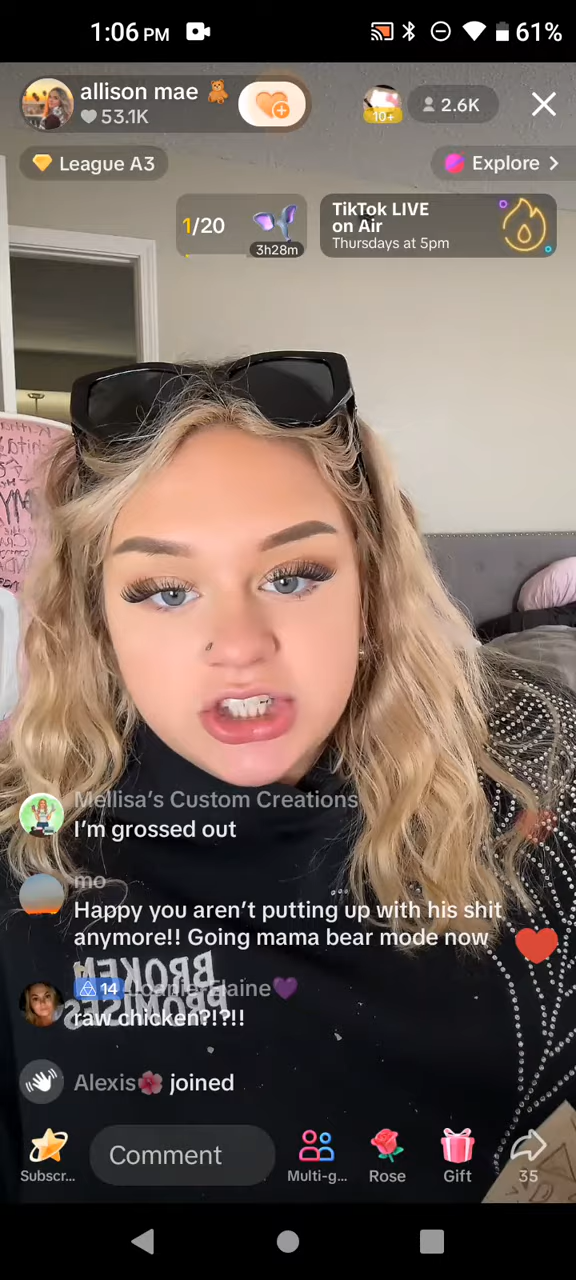 1:06 PM
61%
allison mae
53.1K
10+
2.6K
League A3
Explore
1/20
3h28m
TikTok LIVE
on Air
Thursdays at 5pm
Mellisa's Custom Creations
I'm grossed out
mo
Happy you aren't putting up with his shit
anymore!! Going mama bear mode now
14
raw chicken?!?!!
BROKEN
PROMISES
Alexis🌸 joined
Subscr...
Comment
Multi-g...
Rose
Gift
35